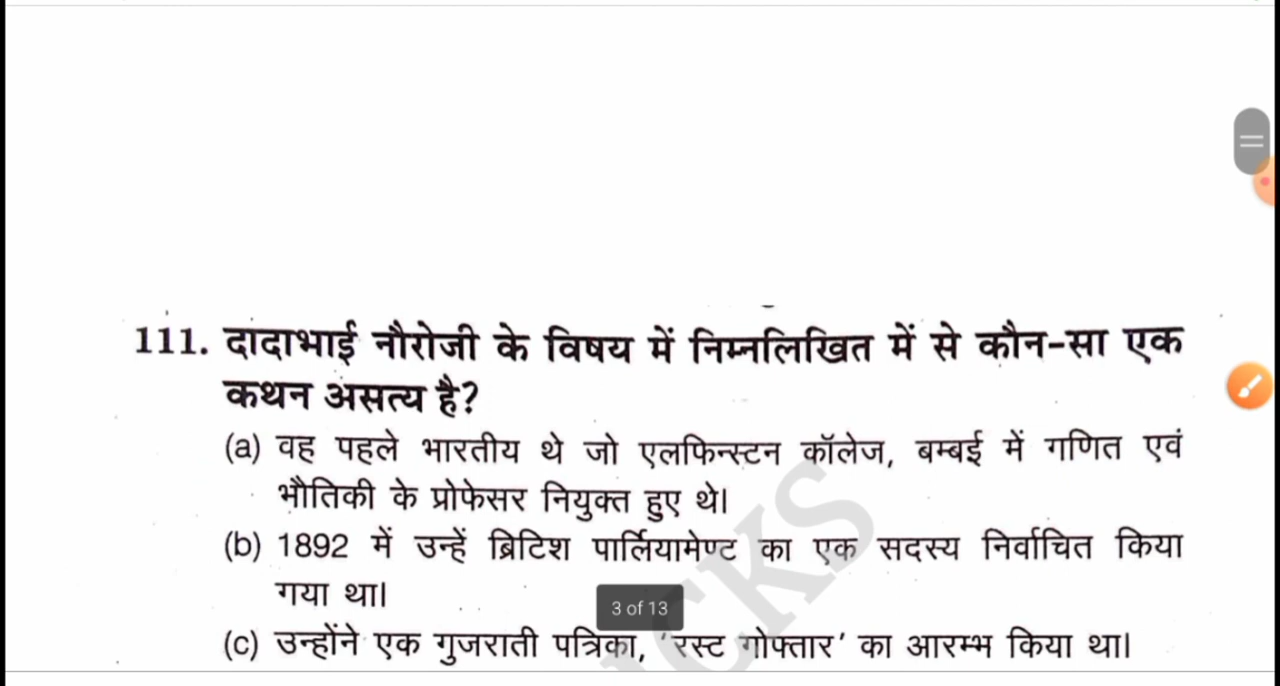 111. दादाभाई नौरोजी के विषय में निम्नलिखित में से कौन-सा एक
कथन असत्य है?
(a) वह पहले भारतीय थे जो एलफिन्स्टन कॉलेज, बम्बई में गणित एवं
भौतिकी के प्रोफेसर नियुक्त हुए थे।
(b) 1892 में उन्हें ब्रिटिश पार्लियामेण्ट का एक सदस्य निर्वाचित किया
गया था।
3 of 13
(c) उन्होंने एक गुजराती पत्रिका, ‘रस्ट गोफ्तार’ का आरम्भ किया था।